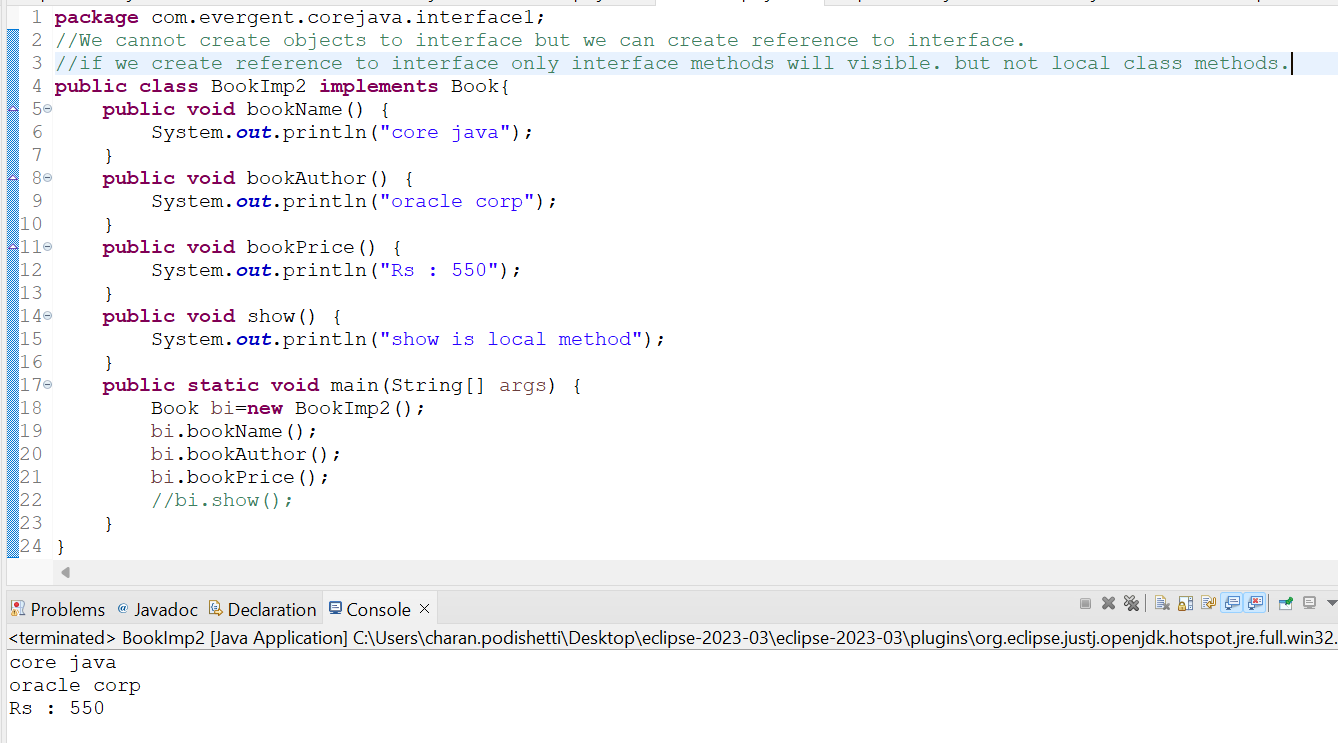 1 package com.evergent.corejava.interface1;
2 //We cannot create objects to interface but we can create reference to interface.
3 //if we create reference to interface only interface methods will visible. but not local class methods.
4 public class BookImp2 implements Book{
5 public void bookName() {
6 System.out.println("core java");
7 }
8 public void bookAuthor() {
9 System.out.println("oracle corp");
10 }
11 public void bookPrice() {
12 System.out.println("Rs : 550");
13 }
14 public void show() {
15 System.out.println("show is local method");
16 }
17 public static void main(String[] args) {
18 Book bi=new BookImp2();
19 bi.bookName();
20 bi.bookAuthor();
21 bi.bookPrice();
22 //bi.show();
23 }
24 }
Problems @ Javadoc Declaration Console
<terminated> BookImp2 [Java Application] C:\Users\charan.podishetti\Desktop\eclipse-2023-03\eclipse-2023-03\plugins\org.eclipse.justj.openjdk.hotspot.jre.full.win32.
core java
oracle corp
Rs : 550